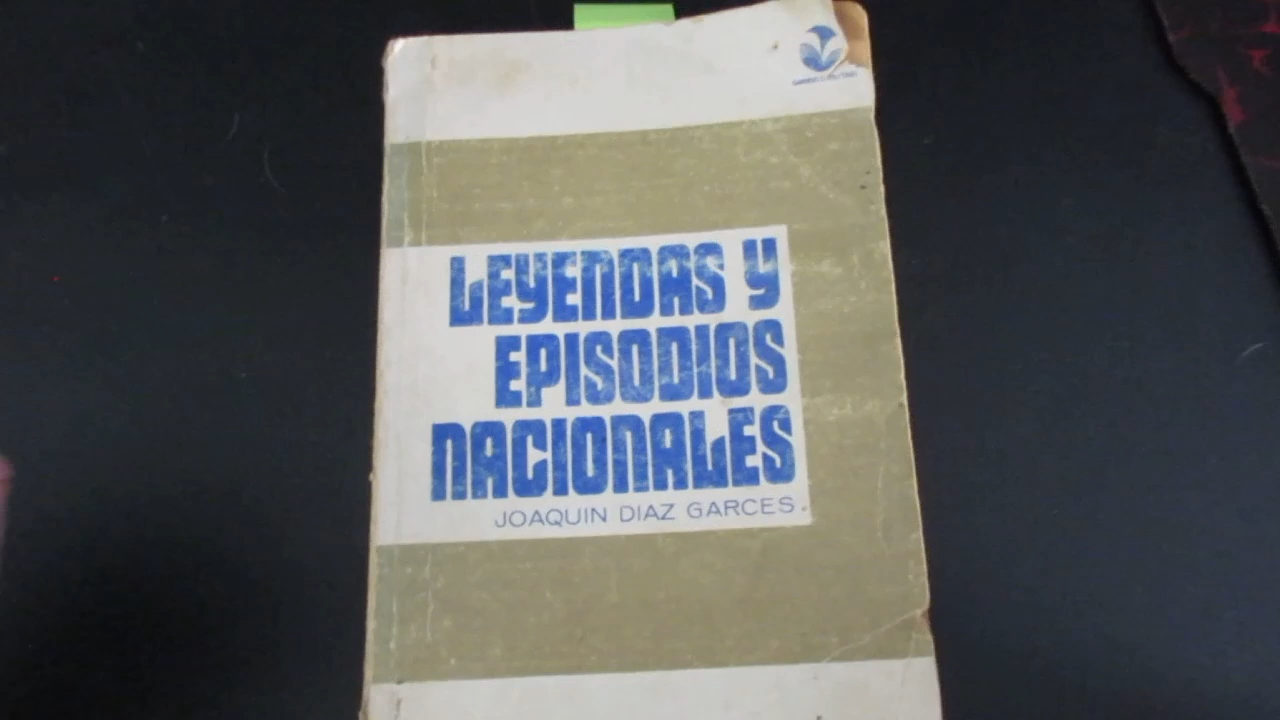 LEYENDAS Y
EPISODIOS
NACIONALES
JOAQUIN DIAZ GARCES